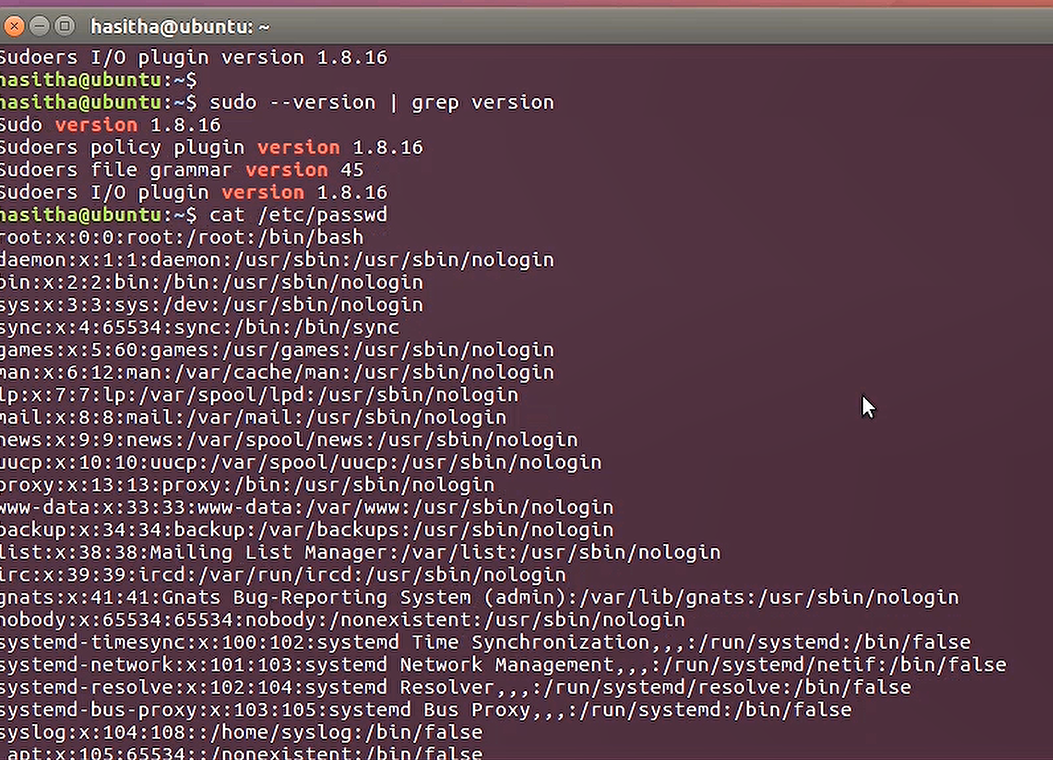 hasitha@ubuntu: ~
Sudoers I/O plugin version 1.8.16
hasitha@ubuntu:~$
hasitha@ubuntu:~$ sudo --version | grep version
Sudo version 1.8.16
Sudoers policy plugin version 1.8.16
Sudoers file grammar version 45
Sudoers I/O plugin version 1.8.16
hasitha@ubuntu:~$ cat /etc/passwd
root:x:0:0:root:/root:/bin/bash
daemon:x:1:1:daemon:/usr/sbin:/usr/sbin/nologin
bin:x:2:2:bin:/bin:/usr/sbin/nologin
sys:x:3:3:sys:/dev:/usr/sbin/nologin
sync:x:4:65534:sync:/bin:/bin/sync
games:x:5:60:games:/usr/games:/usr/sbin/nologin
man:x:6:12:man:/var/cache/man:/usr/sbin/nologin
lp:x:7:7:lp:/var/spool/lpd:/usr/sbin/nologin
mail:x:8:8:mail:/var/mail:/usr/sbin/nologin
news:x:9:9:news:/var/spool/news:/usr/sbin/nologin
uucp:x:10:10:uucp:/var/spool/uucp:/usr/sbin/nologin
proxy:x:13:13:proxy:/bin:/usr/sbin/nologin
www-data:x:33:33:www-data:/var/www:/usr/sbin/nologin
backup:x:34:34:backup:/var/backups:/usr/sbin/nologin
list:x:38:38:Mailing List Manager:/var/list:/usr/sbin/nologin
irc:x:39:39:ircd:/var/run/ircd:/usr/sbin/nologin
gnats:x:41:41:Gnats Bug-Reporting System (admin):/var/lib/gnats:/usr/sbin/nologin
nobody:x:65534:65534:nobody:/nonexistent:/usr/sbin/nologin
systemd-timesync:x:100:102:systemd Time Synchronization,,,:/run/systemd:/bin/false
systemd-network:x:101:103:systemd Network Management,,,:/run/systemd/netif:/bin/false
systemd-resolve:x:102:104:systemd Resolver,,,:/run/systemd/resolve:/bin/false
systemd-bus-proxy:x:103:105:systemd Bus Proxy,,,:/run/systemd:/bin/false
syslog:x:104:108::/home/syslog:/bin/false
_apt:x:105:65534::/nonexistent:/bin/false